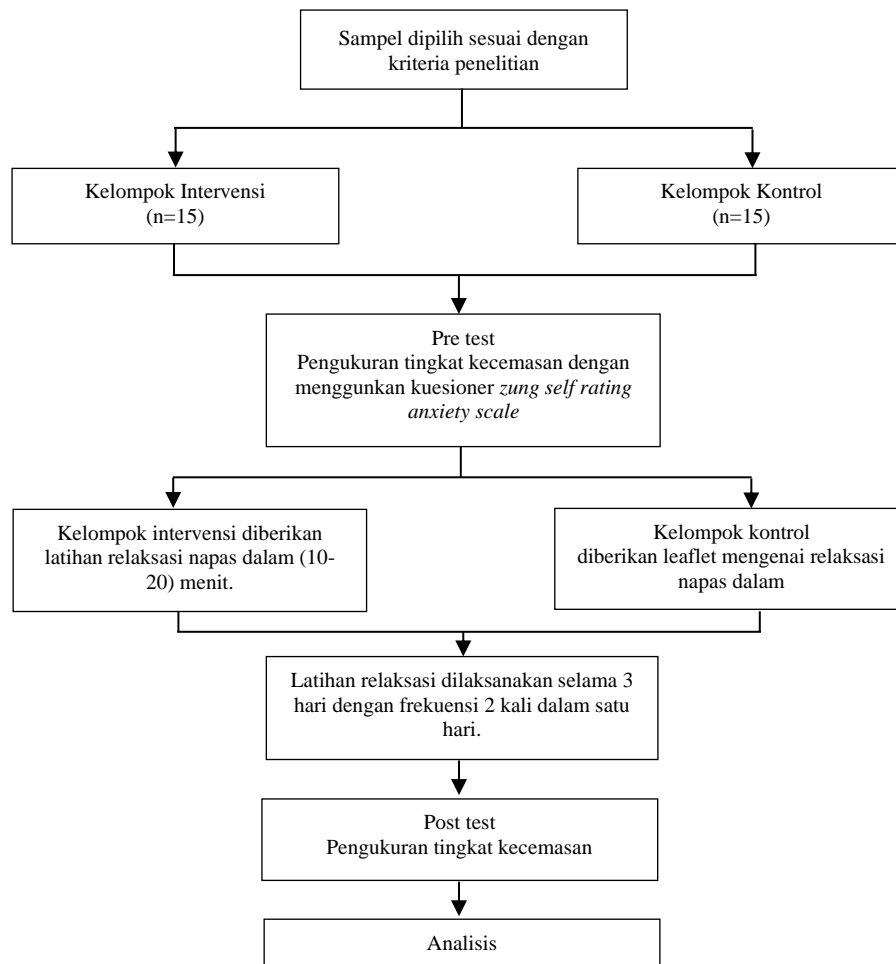 Sampel dipilih sesuai dengan
kriteria penelitian
Kelompok Intervensi
(n=15)
Kelompok Kontrol
(n=15)
Pre test
Pengukuran tingkat kecemasan dengan
menggunkan kuesioner zung self rating
anxiety scale
Kelompok intervensi diberikan
latihan relaksasi napas dalam (10-
20) menit.
Kelompok kontrol
diberikan leaflet mengenai relaksasi
napas dalam
Latihan relaksasi dilaksanakan selama 3
hari dengan frekuensi 2 kali dalam satu
hari.
Post test
Pengukuran tingkat kecemasan
Analisis